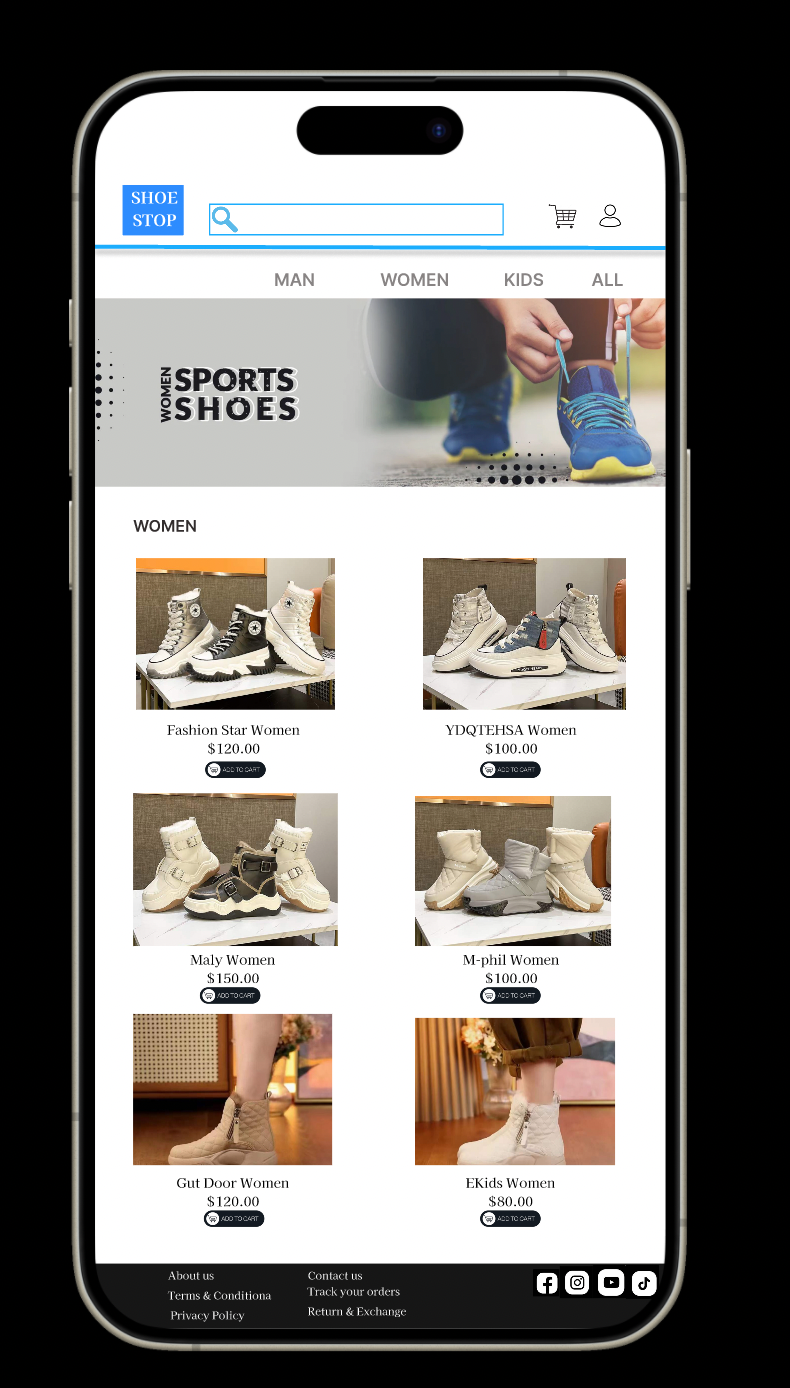 SHOE
STOP
MAN WOMEN KIDS ALL
WOMEN
SPORTS
SHOES
WOMEN
Fashion Star Women YDQTEHSA Women
$120.00 $100.00
ADD TO CART ADD TO CART
Maly Women M-phil Women
$150.00 $100.00
ADD TO CART ADD TO CART
Gut Door Women EKids Women
$120.00 $80.00
ADD TO CART ADD TO CART
About us Contact us
Terms & Conditiona Track your orders
Privacy Policy Return & Exchange